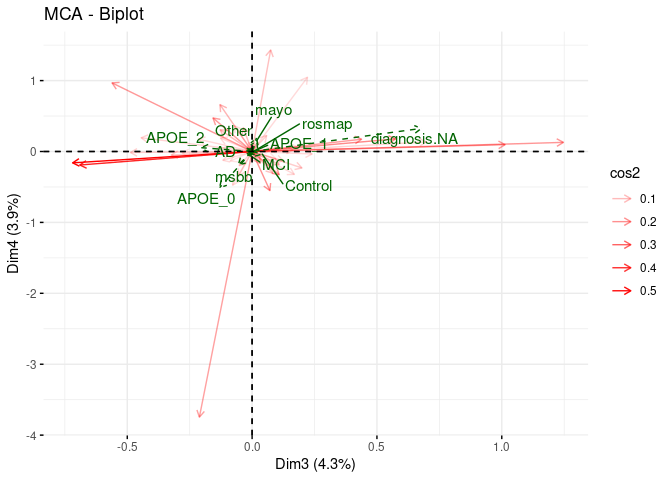 MCA - Biplot
mayo
rosmap
Other
APOE_2
diagnosis.NA
APOE_1
AD
MCI
msbb
Control
APOE_0
1
0
-1
-2
-3
-4
Dim4 (3.9%)
-0.5
0.0
0.5
1.0
Dim3 (4.3%)
cos2
0.1
0.2
0.3
0.4
0.5